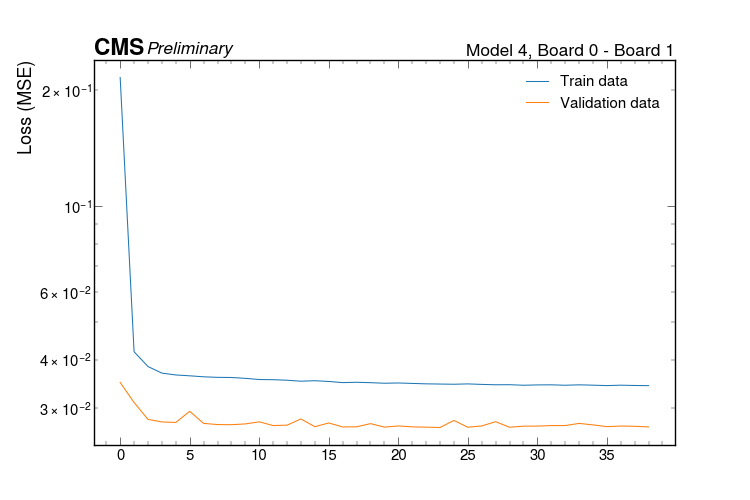 CMS Preliminary
Model 4, Board 0 - Board 1
Loss (MSE)
Train data
Validation data
2 × 10⁻¹
10⁻¹
6 × 10⁻²
4 × 10⁻²
3 × 10⁻²
0 5 10 15 20 25 30 35